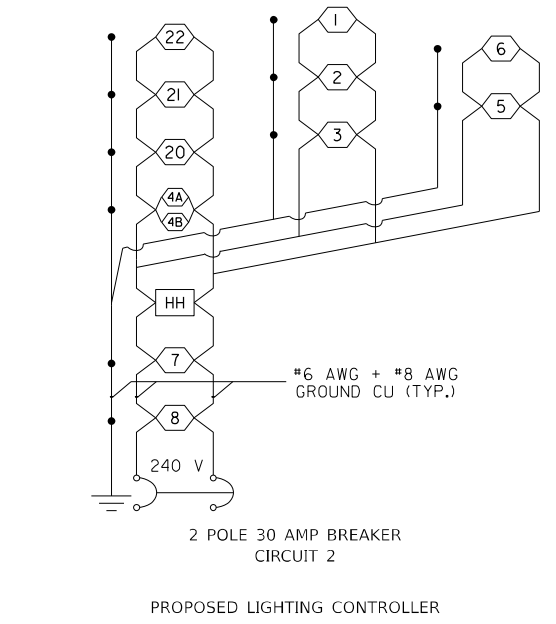 1
22
6
2
21
5
3
20
4A
4B
HH
7
#6 AWG + #8 AWG
GROUND CU (TYP.)
8
240 V
2 POLE 30 AMP BREAKER
CIRCUIT 2
PROPOSED LIGHTING CONTROLLER